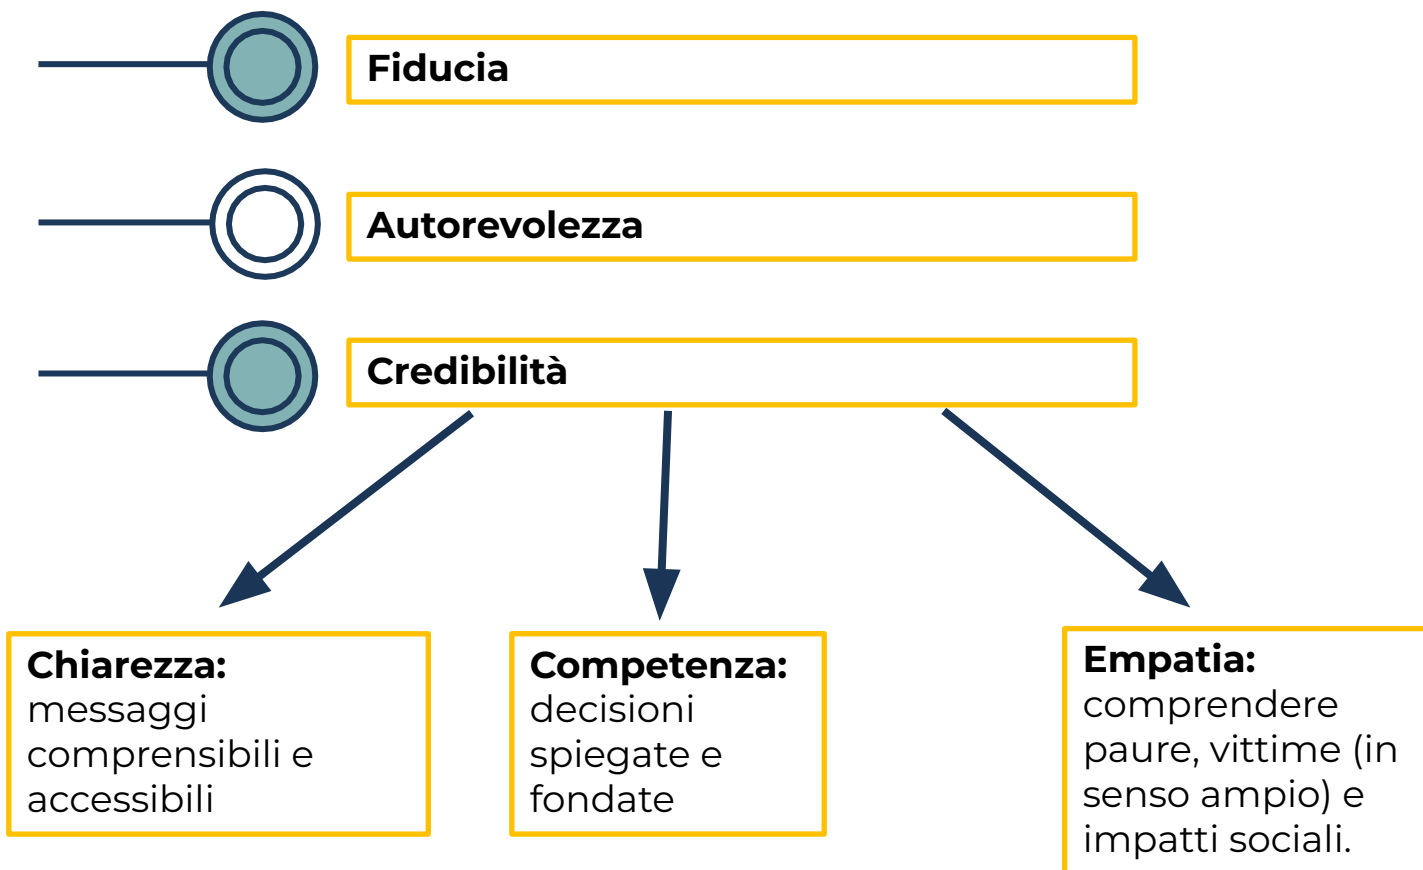 Fiducia
Autorevolezza
Credibilità
Chiarezza:
messaggi
comprensibili e
accessibili
Competenza:
decisioni
spiegate e
fondate
Empatia:
comprendere
paure, vittime (in
senso ampio) e
impatti sociali.